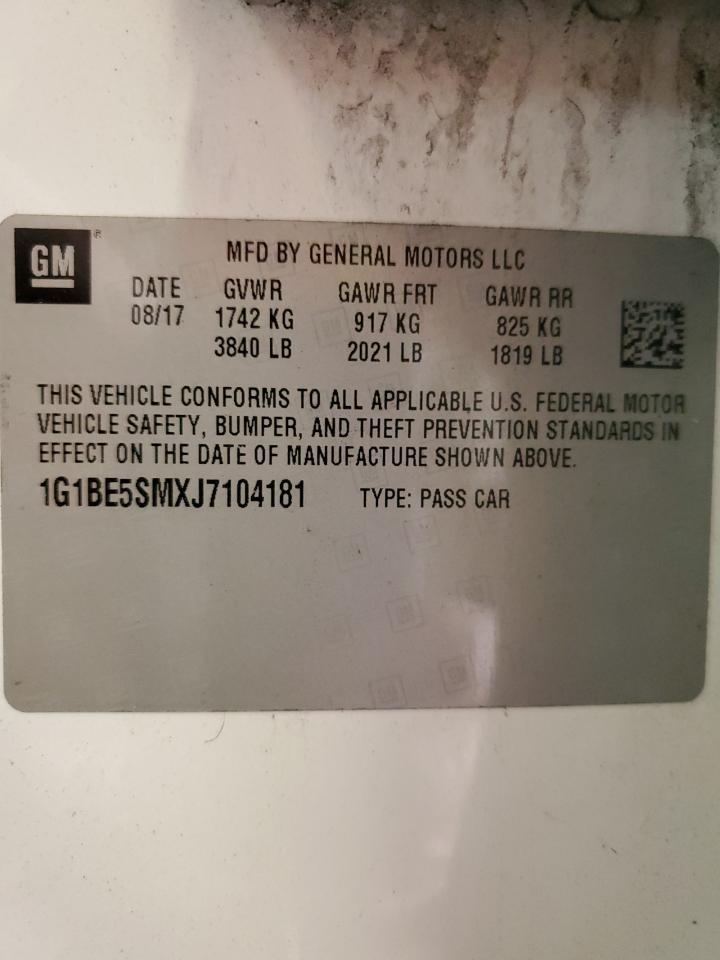 GM ®
MFD BY GENERAL MOTORS LLC
DATE GVWR GAWR FRT GAWR RR
08/17 1742 KG 917 KG 825 KG
3840 LB 2021 LB 1819 LB
THIS VEHICLE CONFORMS TO ALL APPLICABLE U.S. FEDERAL MOTOR
VEHICLE SAFETY, BUMPER, AND THEFT PREVENTION STANDARDS IN
EFFECT ON THE DATE OF MANUFACTURE SHOWN ABOVE.
1G1BE5SMXJ7104181 TYPE: PASS CAR